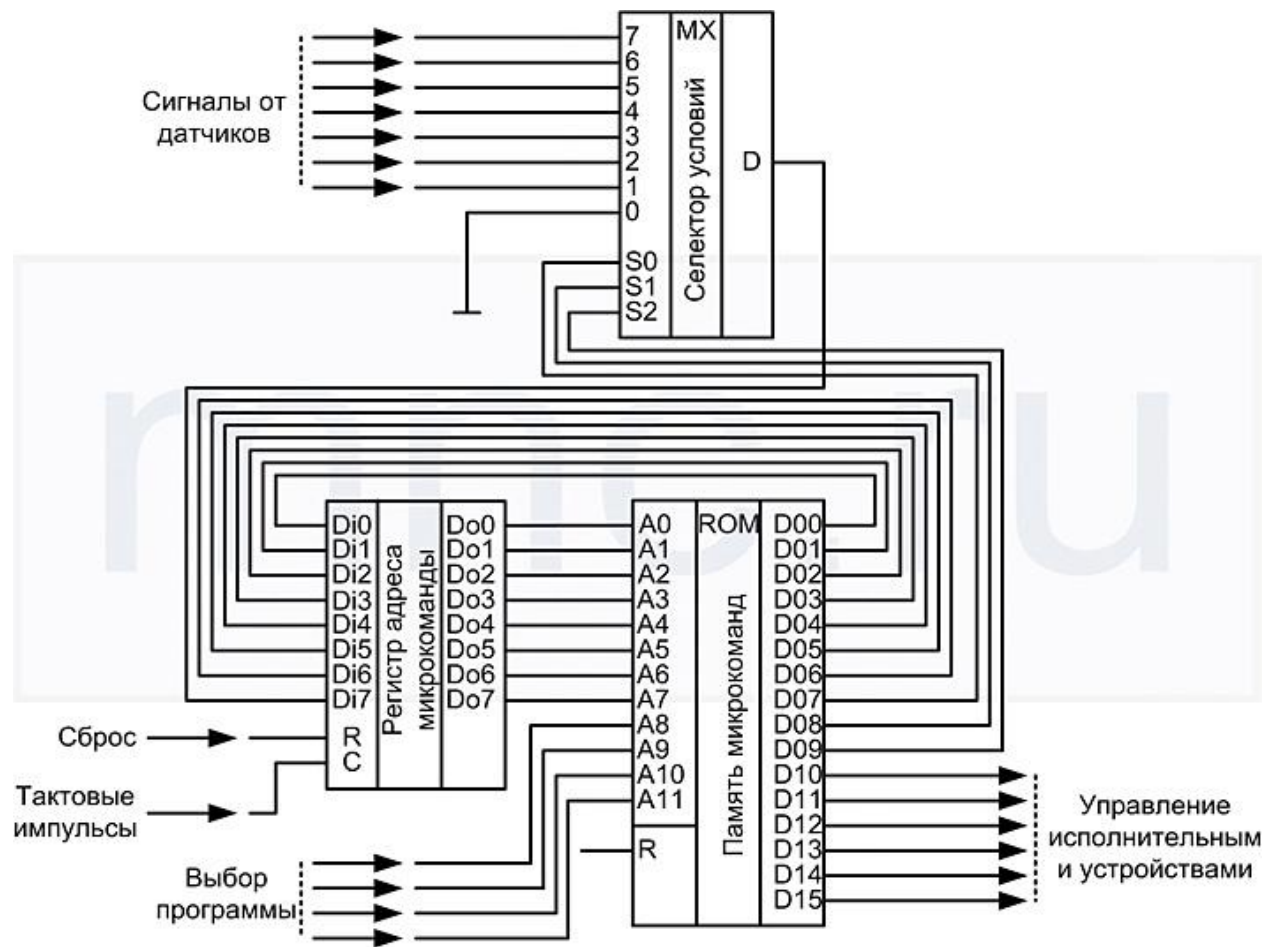 Сигналы от
датчиков
7
6
5
4
3
2
1
0
S0
S1
S2
MX
Селектор условий
D
Di0
Di1
Di2
Di3
Di4
Di5
Di6
Di7
R
C
Регистр адреса
микрокоманды
Do0
Do1
Do2
Do3
Do4
Do5
Do6
Do7
A0
A1
A2
A3
A4
A5
A6
A7
A8
A9
A10
A11
R
ROM
Память микрокоманд
D00
D01
D02
D03
D04
D05
D06
D07
D08
D09
D10
D11
D12
D13
D14
D15
Сброс
Тактовые
импульсы
Выбор
программы
Управление
исполнительным
и устройствами